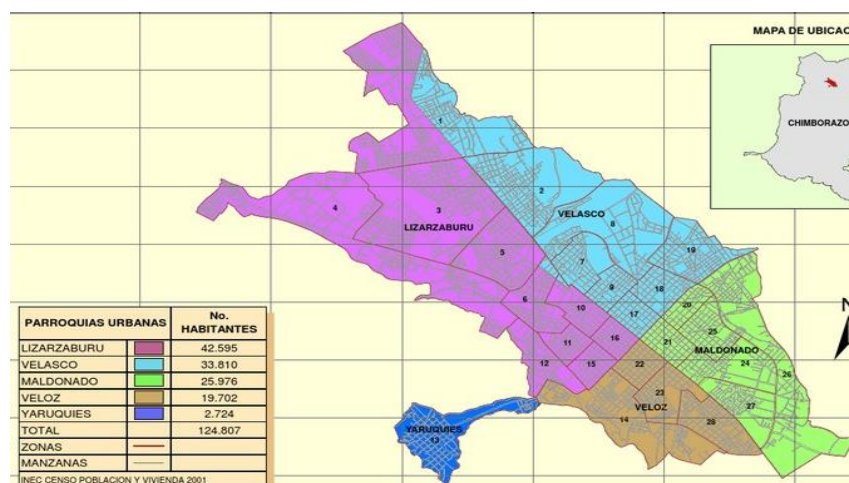 MAPA DE UBICAC
CHIMBORAZO
N
1
2
VELASCO
8
3
4
LIZARZABURU
5
7
19
9
18
6
10
20
17
25
11
16
21
MALDONADO
12
15
22
24
26
23
27
VELOZ
14
28
YARUQUIES
13
PARROQUIAS URBANAS No. HABITANTES
LIZARZABURU 42.595
VELASCO 33.810
MALDONADO 25.976
VELOZ 19.702
YARUQUIES 2.724
TOTAL 124.807
ZONAS
MANZANAS
INEC CENSO POBLACION Y VIVIENDA 2001